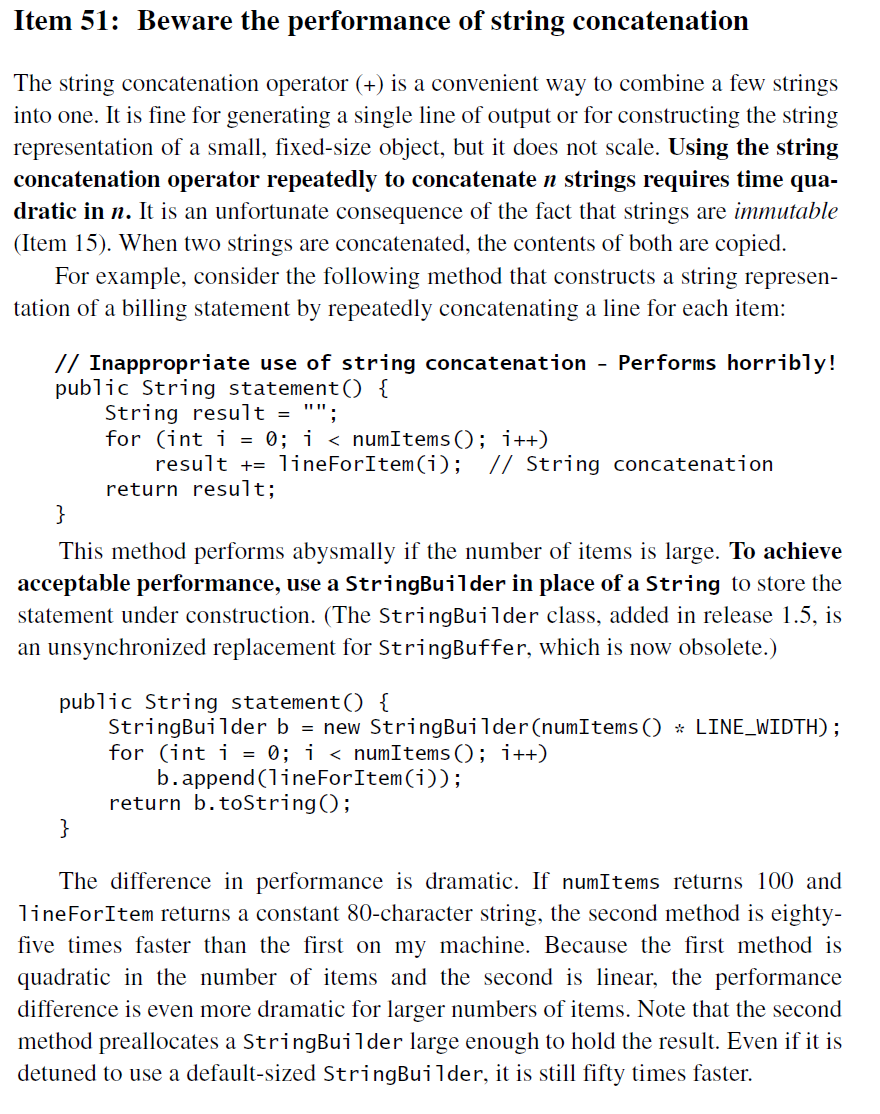 Item 51: Beware the performance of string concatenation
The string concatenation operator (+) is a convenient way to combine a few strings
into one. It is fine for generating a single line of output or for constructing the string
representation of a small, fixed-size object, but it does not scale. Using the string
concatenation operator repeatedly to concatenate n strings requires time qua-
dratic in n. It is an unfortunate consequence of the fact that strings are immutable
(Item 15). When two strings are concatenated, the contents of both are copied.
For example, consider the following method that constructs a string represen-
tation of a billing statement by repeatedly concatenating a line for each item:
// Inappropriate use of string concatenation - Performs horribly!
public String statement() {
    String result = "";
    for (int i = 0; i < numItems(); i++)
        result += lineForItem(i);  // String concatenation
    return result;
}
This method performs abysmally if the number of items is large. To achieve
acceptable performance, use a StringBuilder in place of a String to store the
statement under construction. (The StringBuilder class, added in release 1.5, is
an unsynchronized replacement for StringBuffer, which is now obsolete.)
public String statement() {
    StringBuilder b = new StringBuilder(numItems() * LINE_WIDTH);
    for (int i = 0; i < numItems(); i++)
        b.append(lineForItem(i));
    return b.toString();
}
The difference in performance is dramatic. If numItems returns 100 and
lineForItem returns a constant 80-character string, the second method is eighty-
five times faster than the first on my machine. Because the first method is
quadratic in the number of items and the second is linear, the performance
difference is even more dramatic for larger numbers of items. Note that the second
method preallocates a StringBuilder large enough to hold the result. Even if it is
detuned to use a default-sized StringBuilder, it is still fifty times faster.